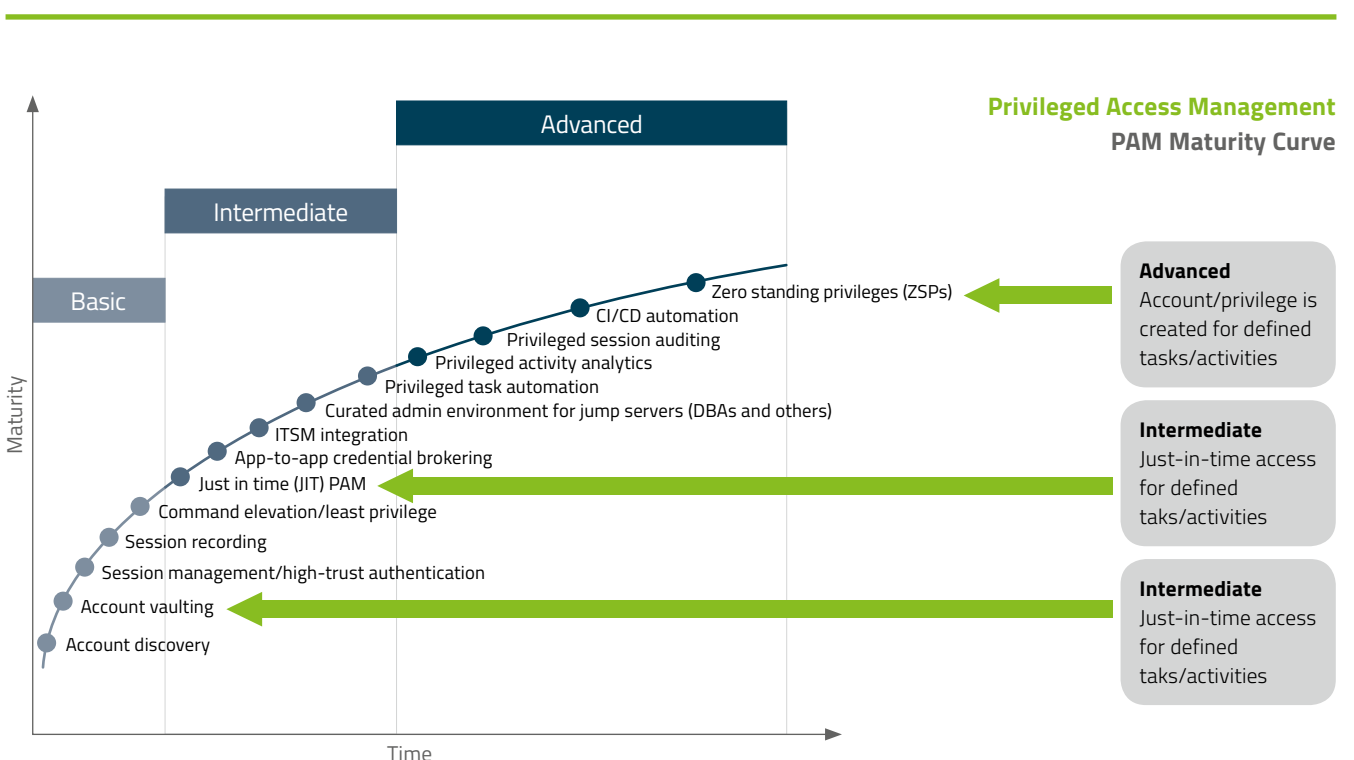 Privileged Access Management
PAM Maturity Curve
Advanced
Intermediate
Basic
Maturity
Zero standing privileges (ZSPs)
CI/CD automation
Privileged session auditing
Privileged activity analytics
Privileged task automation
Curated admin environment for jump servers (DBAs and others)
ITSM integration
App-to-app credential brokering
Just in time (JIT) PAM
Command elevation/least privilege
Session recording
Session management/high-trust authentication
Account vaulting
Account discovery
Time
Advanced
Account/privilege is
created for defined
tasks/activities
Intermediate
Just-in-time access
for defined
taks/activities
Intermediate
Just-in-time access
for defined
taks/activities